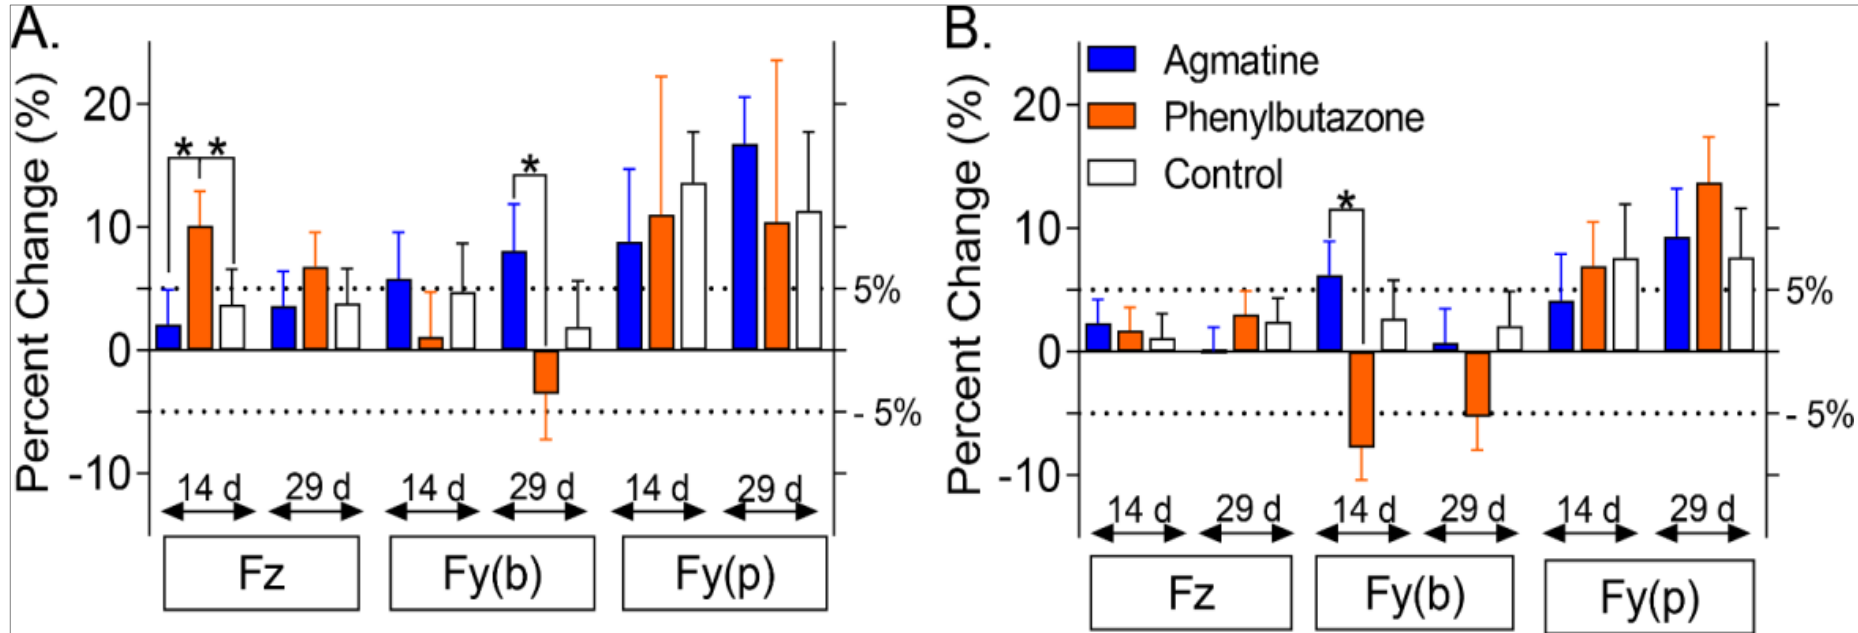 A.
Percent Change (%)
20
10
0
-10
* *
*
5%
- 5%
14 d 29 d 14 d 29 d 14 d 29 d
Fz Fy(b) Fy(p)
B.
Percent Change (%)
20
10
0
-10
Agmatine
Phenylbutazone
Control
*
5%
- 5%
14 d 29 d 14 d 29 d 14 d 29 d
Fz Fy(b) Fy(p)